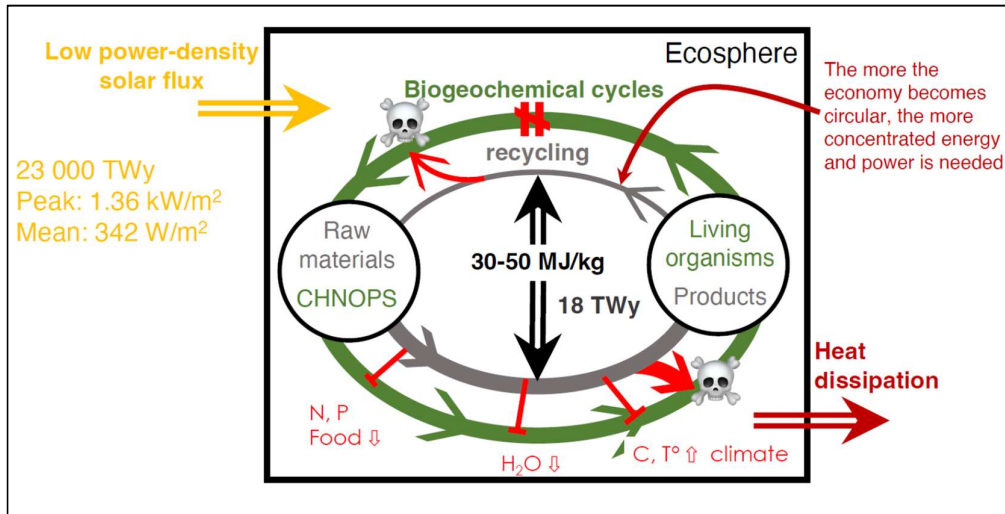 Low power-density
solar flux
23 000 TWy
Peak: 1.36 kW/m²
Mean: 342 W/m²
Ecosphere
Biogeochemical cycles
recycling
The more the
economy becomes
circular, the more
concentrated energy
and power is needed
Raw
materials
CHNOPS
30-50 MJ/kg
18 TWy
Living
organisms
Products
Heat
dissipation
N, P
Food ⇩
H₂O ⇩
C, T° ⇧ climate